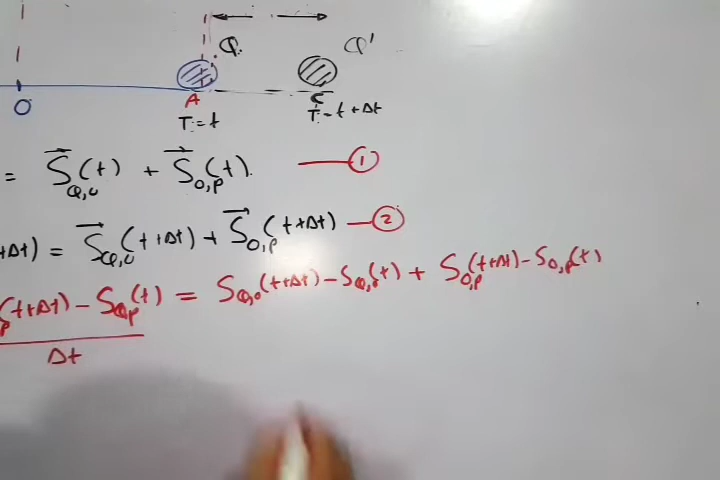 Q Q'
O A C
T=t T=t+Δt
= S⃗Q,O(t) + S⃗O,P(t). — 1
+Δt) = S⃗Q,O(t+Δt) + S⃗O,P(t+Δt) — 2
P(t+Δt) - SQ,P(t) = SQ,O(t+Δt) - SQ,O(t) + SO,P(t+Δt) - SO,P(t)
Δt